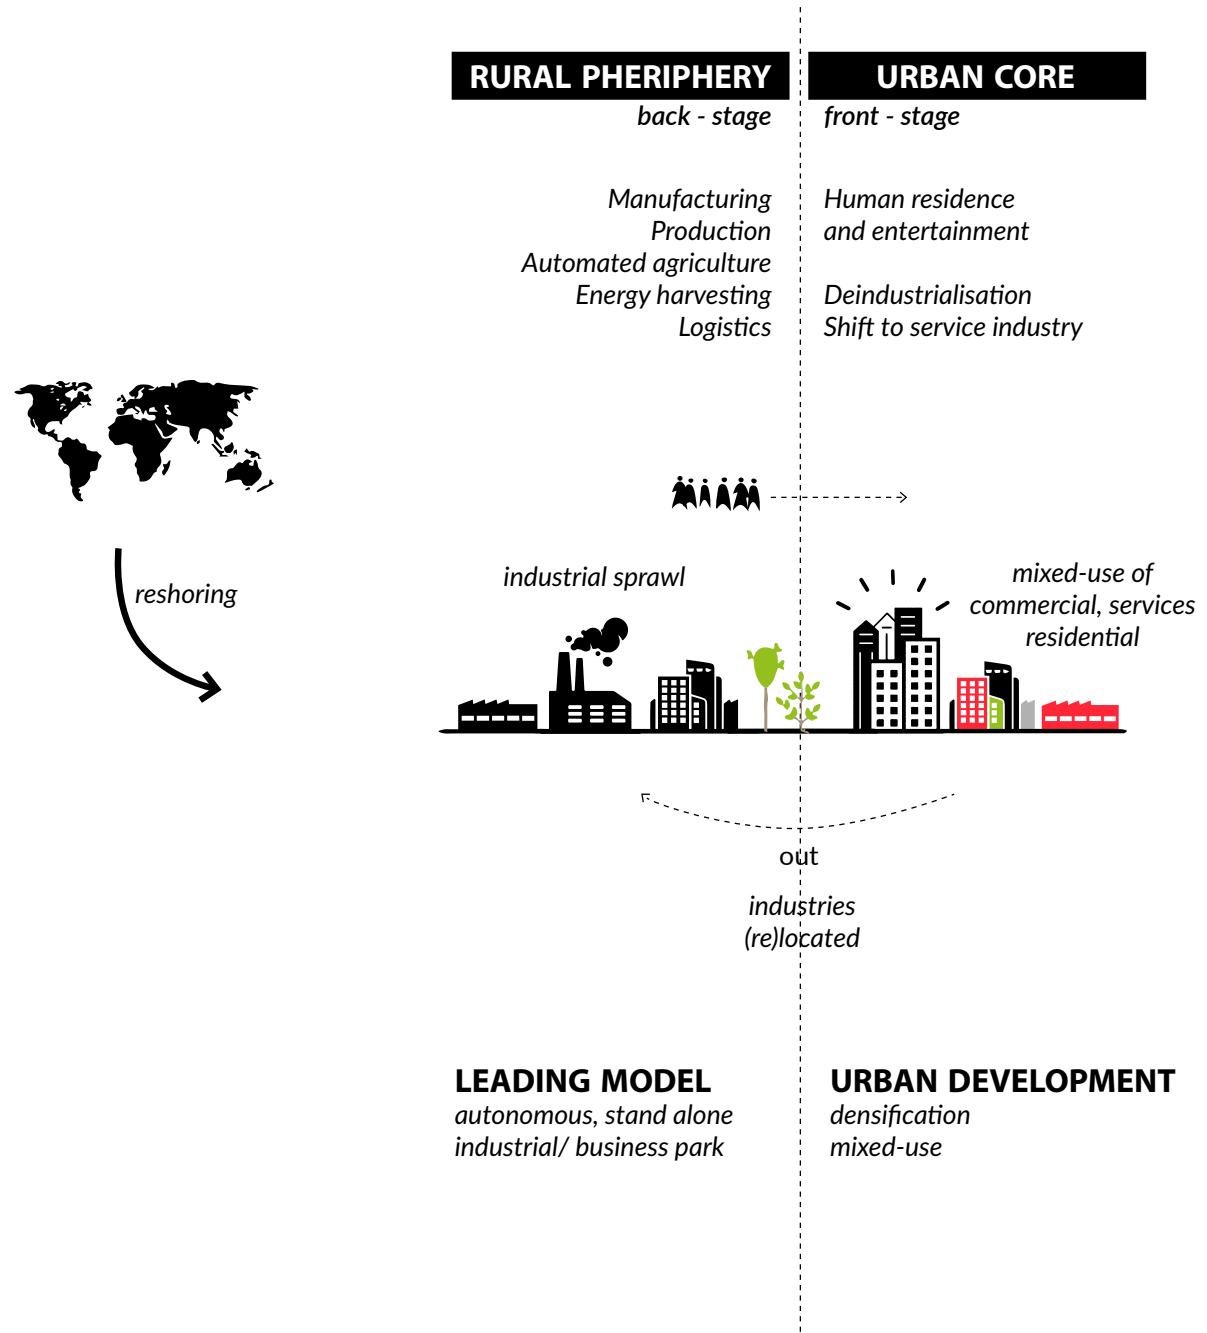 RURAL PHERIPHERY
back - stage
Manufacturing
Production
Automated agriculture
Energy harvesting
Logistics
URBAN CORE
front - stage
Human residence
and entertainment
Deindustrialisation
Shift to service industry
reshoring
industrial sprawl
mixed-use of
commercial, services
residential
out
industries
(re)located
LEADING MODEL
autonomous, stand alone
industrial/ business park
URBAN DEVELOPMENT
densification
mixed-use